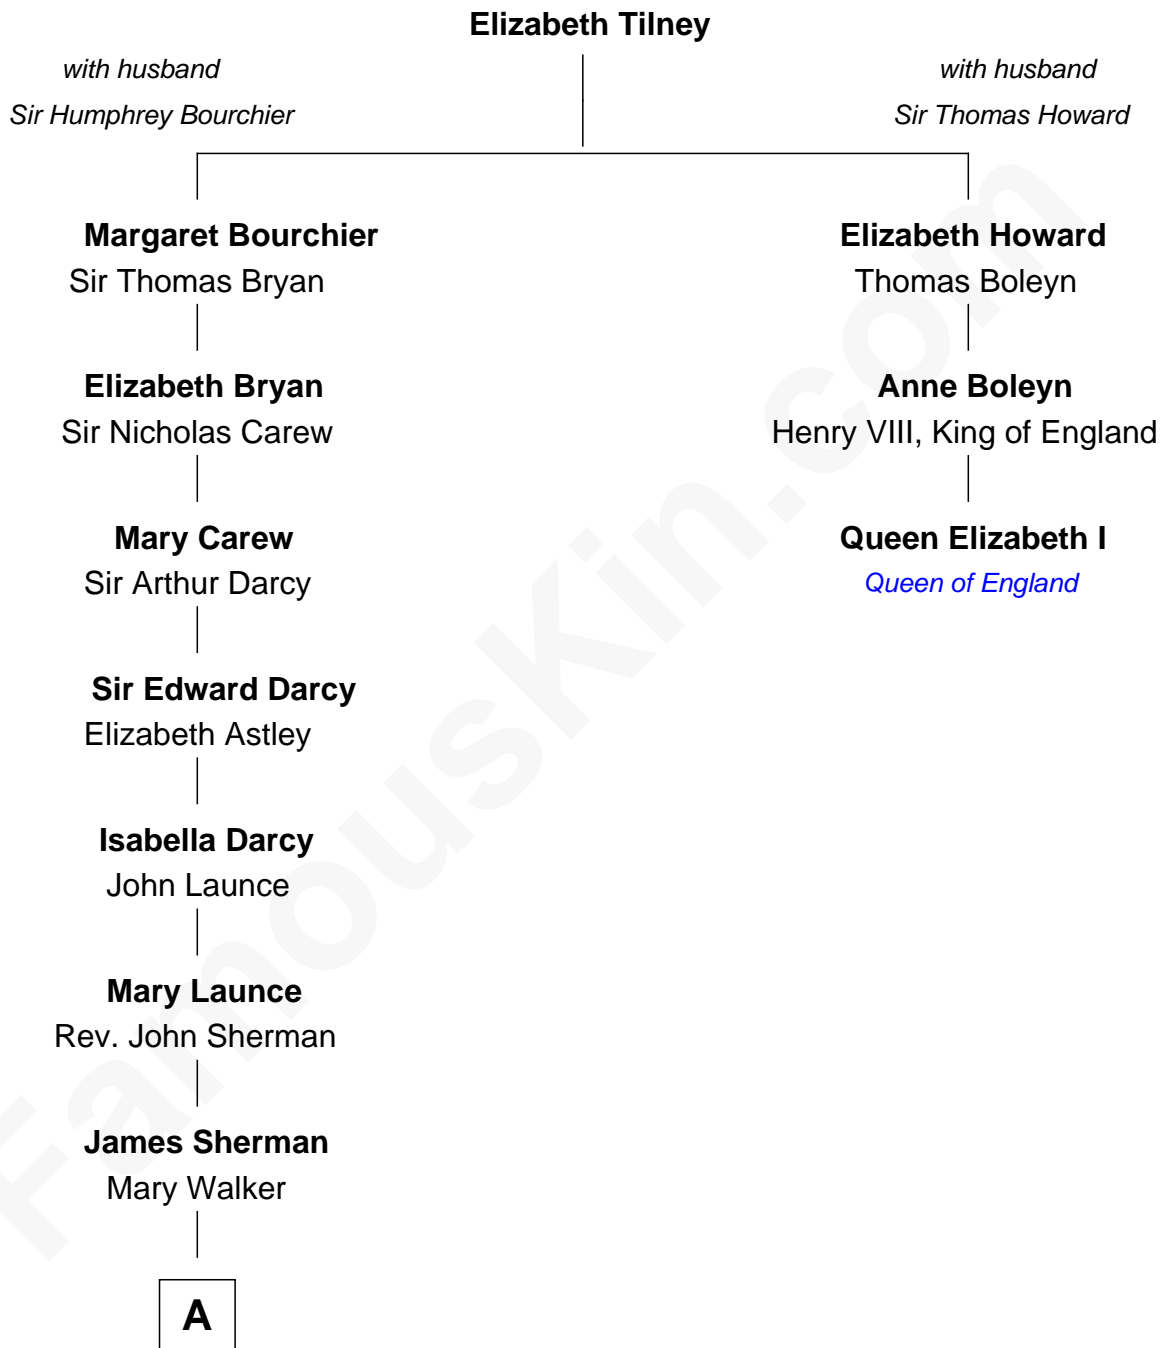 Elizabeth Tilney
with husband
Sir Humphrey Bourchier
with husband
Sir Thomas Howard
Margaret Bourchier
Sir Thomas Bryan
Elizabeth Howard
Thomas Boleyn
Elizabeth Bryan
Sir Nicholas Carew
Anne Boleyn
Henry VIII, King of England
Mary Carew
Sir Arthur Darcy
Queen Elizabeth I
Queen of England
Sir Edward Darcy
Elizabeth Astley
Isabella Darcy
John Launce
Mary Launce
Rev. John Sherman
James Sherman
Mary Walker
A
FamousKin.com